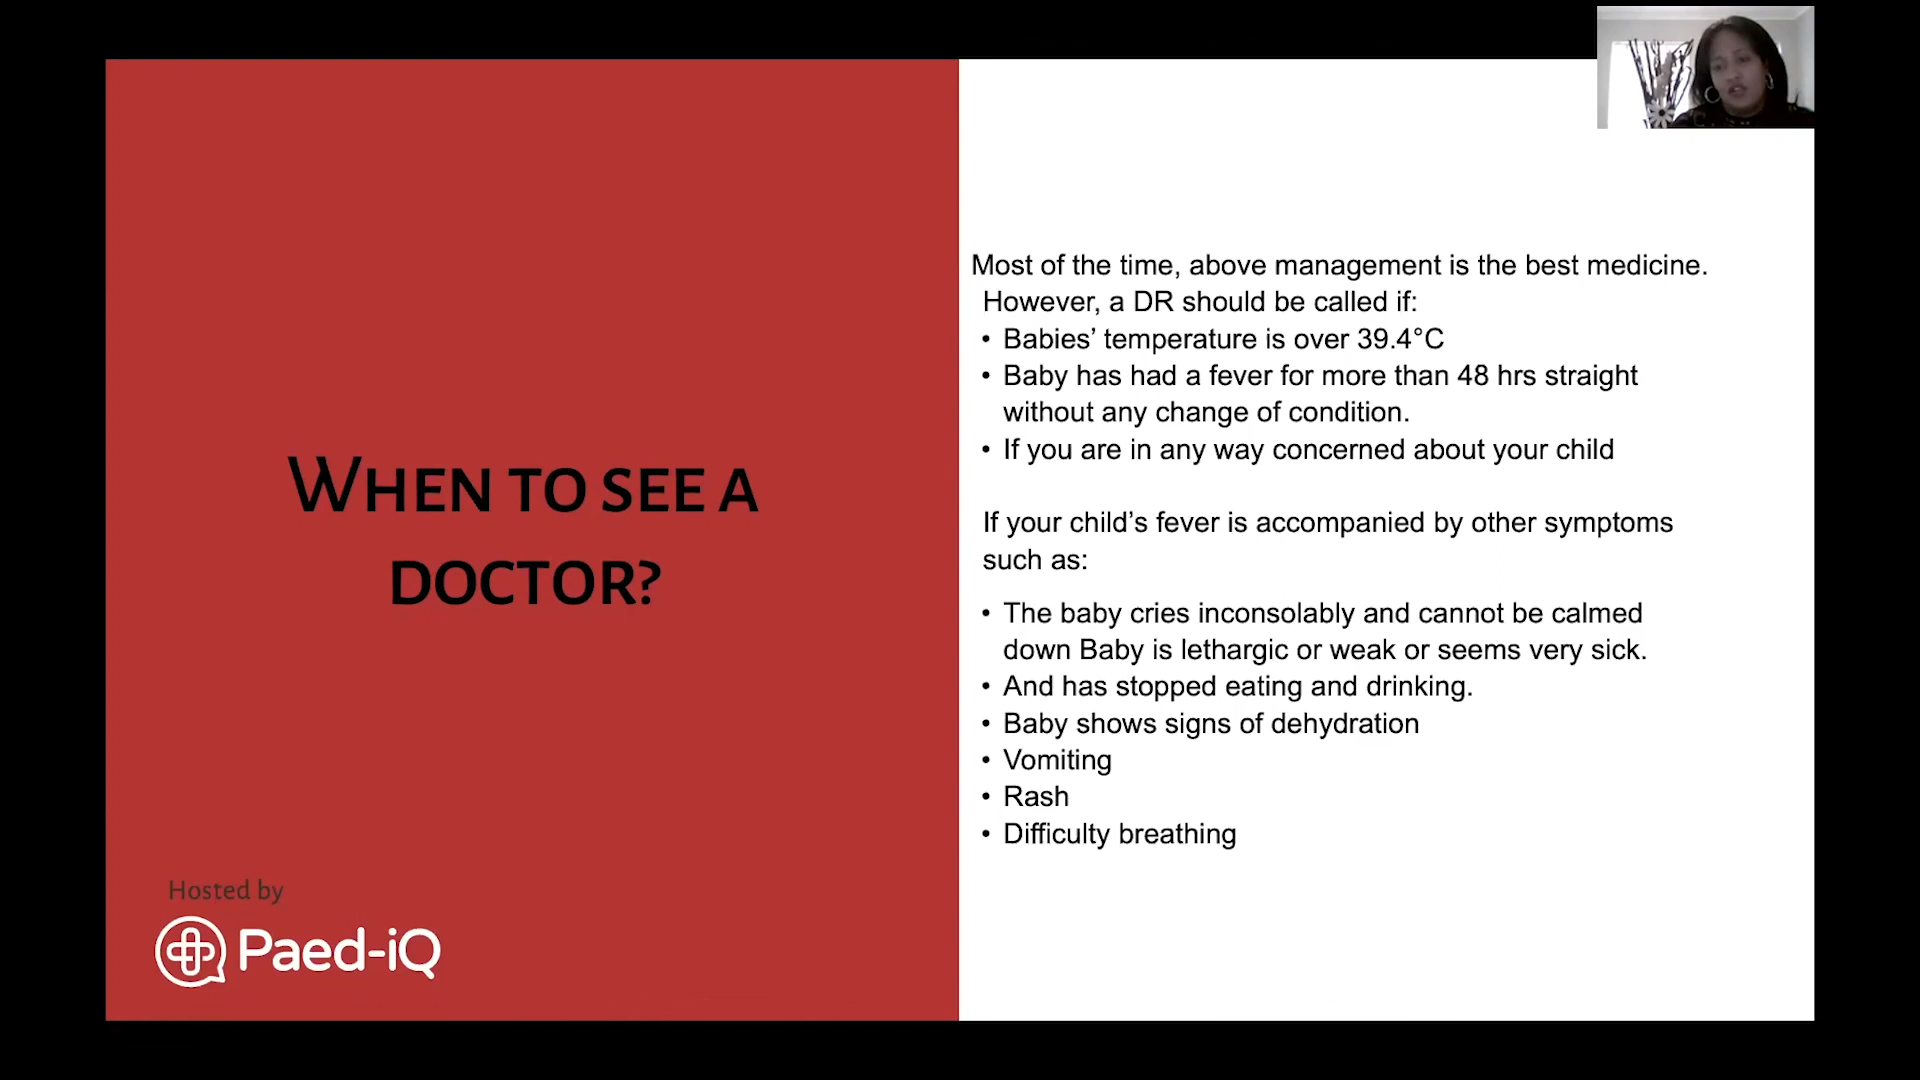 When to see a
doctor?
Hosted by
Paed-iQ
Most of the time, above management is the best medicine.
However, a DR should be called if:
• Babies’ temperature is over 39.4°C
• Baby has had a fever for more than 48 hrs straight
without any change of condition.
• If you are in any way concerned about your child
If your child’s fever is accompanied by other symptoms
such as:
• The baby cries inconsolably and cannot be calmed
down Baby is lethargic or weak or seems very sick.
• And has stopped eating and drinking.
• Baby shows signs of dehydration
• Vomiting
• Rash
• Difficulty breathing